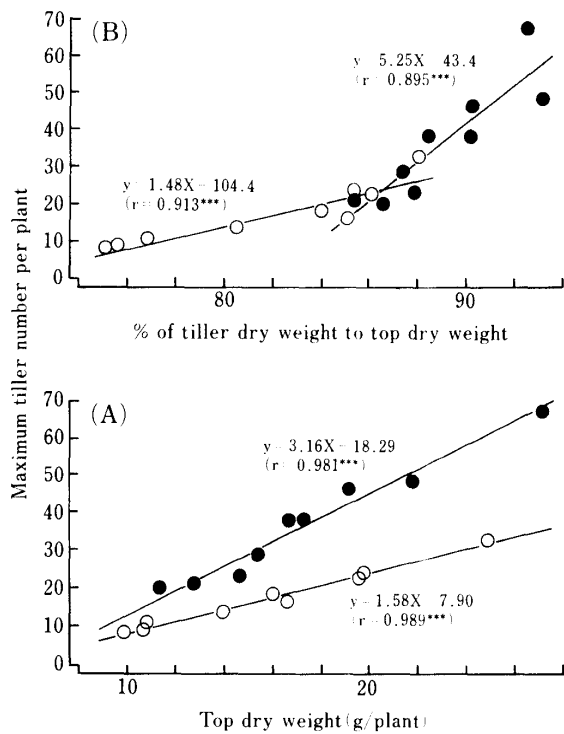 Maximum tiller number per plant
(B)
70
60
50
40
30
20
10
0
y 5.25X 43.4
(r=0.895***)
y=1.48X-104.4
(r=0.913***)
80 90
% of tiller dry weight to top dry weight
(A)
70
60
50
40
30
20
10
0
y=3.16X-18.29
(r=0.981***)
y=1.58X 7.90
(r=0.989***)
10 20
Top dry weight(g/plant)